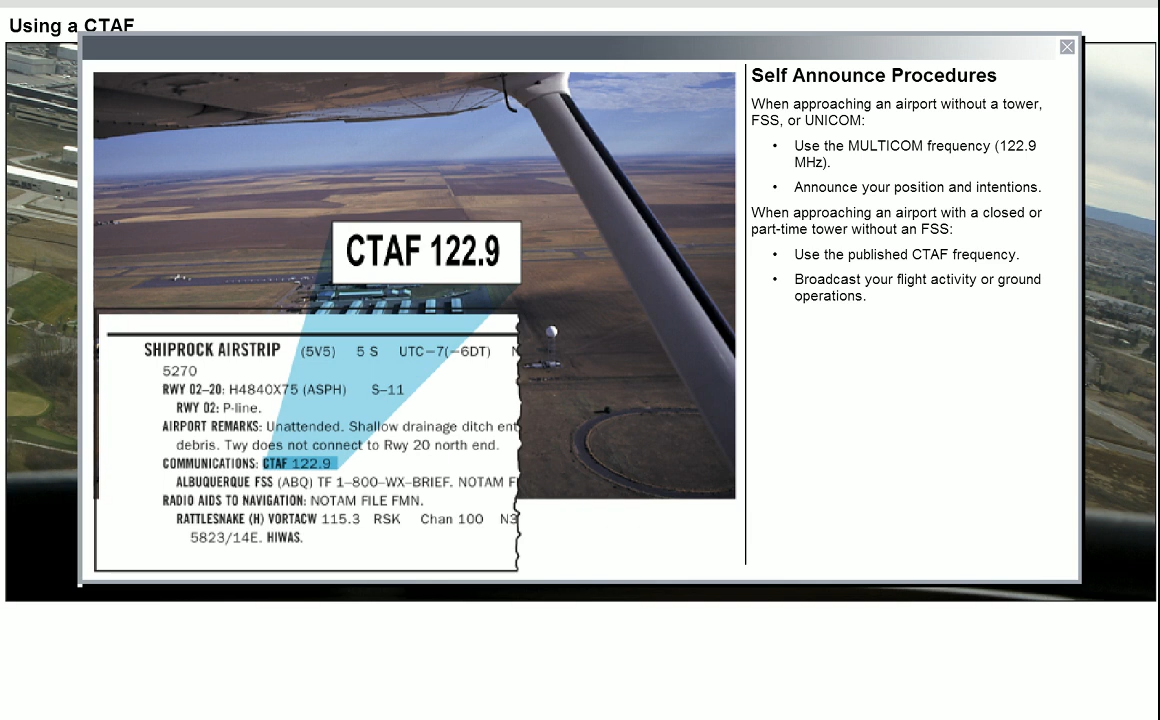 Using a CTAF
Self Announce Procedures
When approaching an airport without a tower,
FSS, or UNICOM:
• Use the MULTICOM frequency (122.9
MHz).
• Announce your position and intentions.
When approaching an airport with a closed or
part-time tower without an FSS:
• Use the published CTAF frequency.
• Broadcast your flight activity or ground
operations.
CTAF 122.9
SHIPROCK AIRSTRIP (5V5) 5 S UTC–7(–6DT) N
5270
RWY 02–20: H4840X75 (ASPH) S–11
RWY 02: P-line.
AIRPORT REMARKS: Unattended. Shallow drainage ditch ent
debris. Twy does not connect to Rwy 20 north end.
COMMUNICATIONS: CTAF 122.9
ALBUQUERQUE FSS (ABQ) TF 1–800–WX–BRIEF. NOTAM F
RADIO AIDS TO NAVIGATION: NOTAM FILE FMN.
RATTLESNAKE (H) VORTACW 115.3 RSK Chan 100 N3
5823/14E. HIWAS.